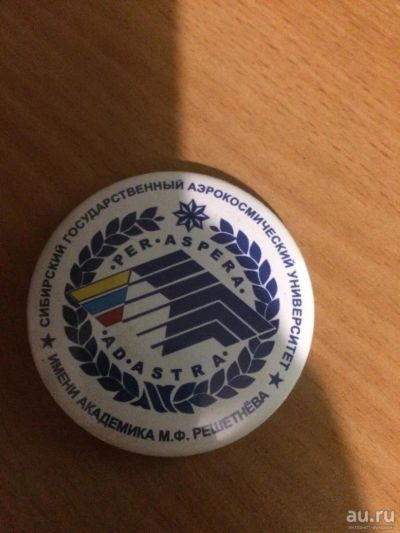 СИБИРСКИЙ ГОСУДАРСТВЕННЫЙ АЭРОКОСМИЧЕСКИЙ УНИВЕРСИТЕТ
★ ИМЕНИ АКАДЕМИКА М.Ф. РЕШЕТНЁВА ★
·PER·ASPERA·
·AD·ASTRA·
au.ru